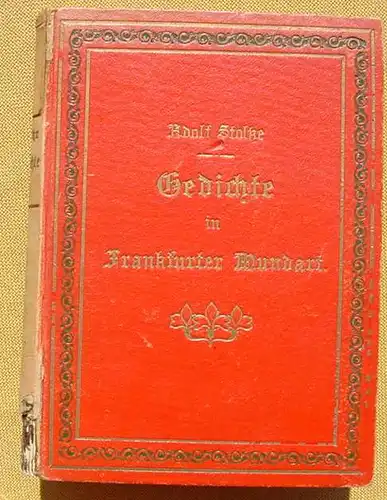 Adolf Stoltze
Gedichte
in
Frankfurter Mundart.